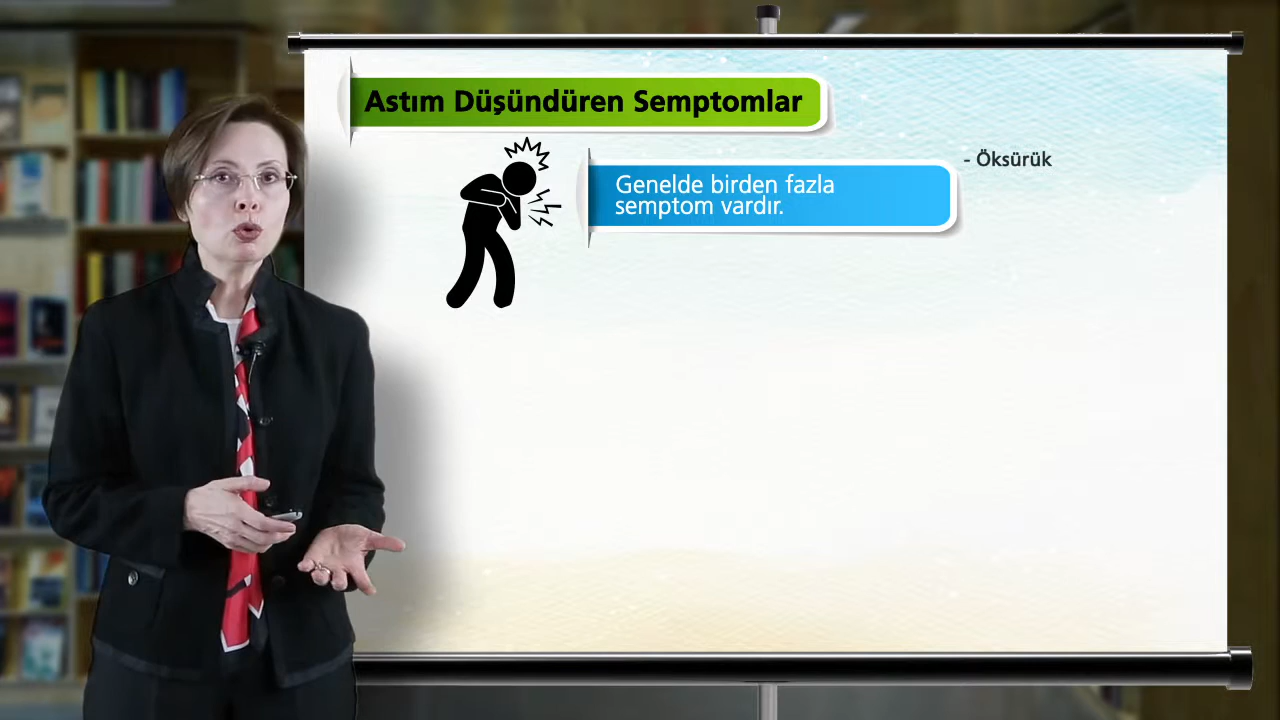 Astım Düşündüren Semptomlar
- Öksürük
Genelde birden fazla
semptom vardır.